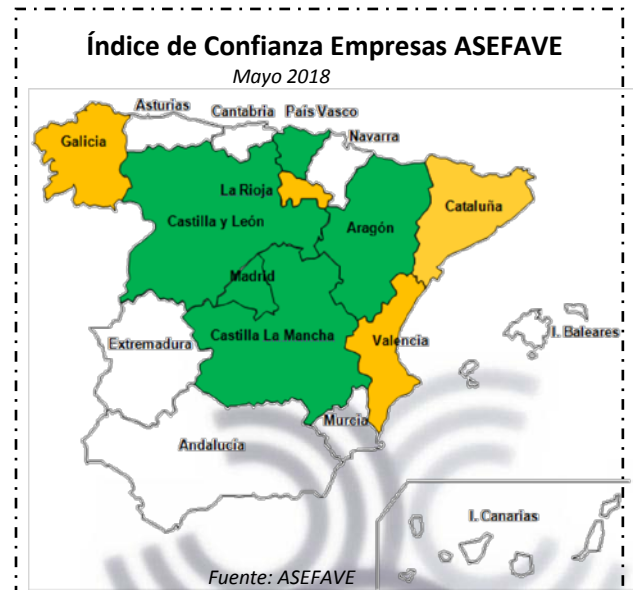 Índice de Confianza Empresas ASEFAVE
Mayo 2018
Asturias
Cantabria
País Vasco
Navarra
Galicia
La Rioja
Cataluña
Castilla y León
Aragón
Madrid
Castilla La Mancha
Valencia
I. Baleares
Extremadura
Murcia
Andalucía
I. Canarias
Fuente: ASEFAVE